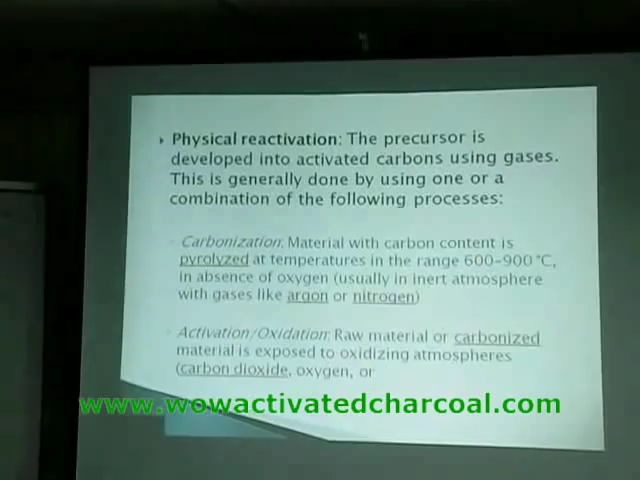 Physical reactivation: The precursor is
developed into activated carbons using gases.
This is generally done by using one or a
combination of the following processes:
Carbonization: Material with carbon content is
pyrolyzed at temperatures in the range 600–900 °C,
in absence of oxygen (usually in inert atmosphere
with gases like argon or nitrogen)
Activation/Oxidation: Raw material or carbonized
material is exposed to oxidizing atmospheres
(carbon dioxide, oxygen, or
www.wowactivatedcharcoal.com